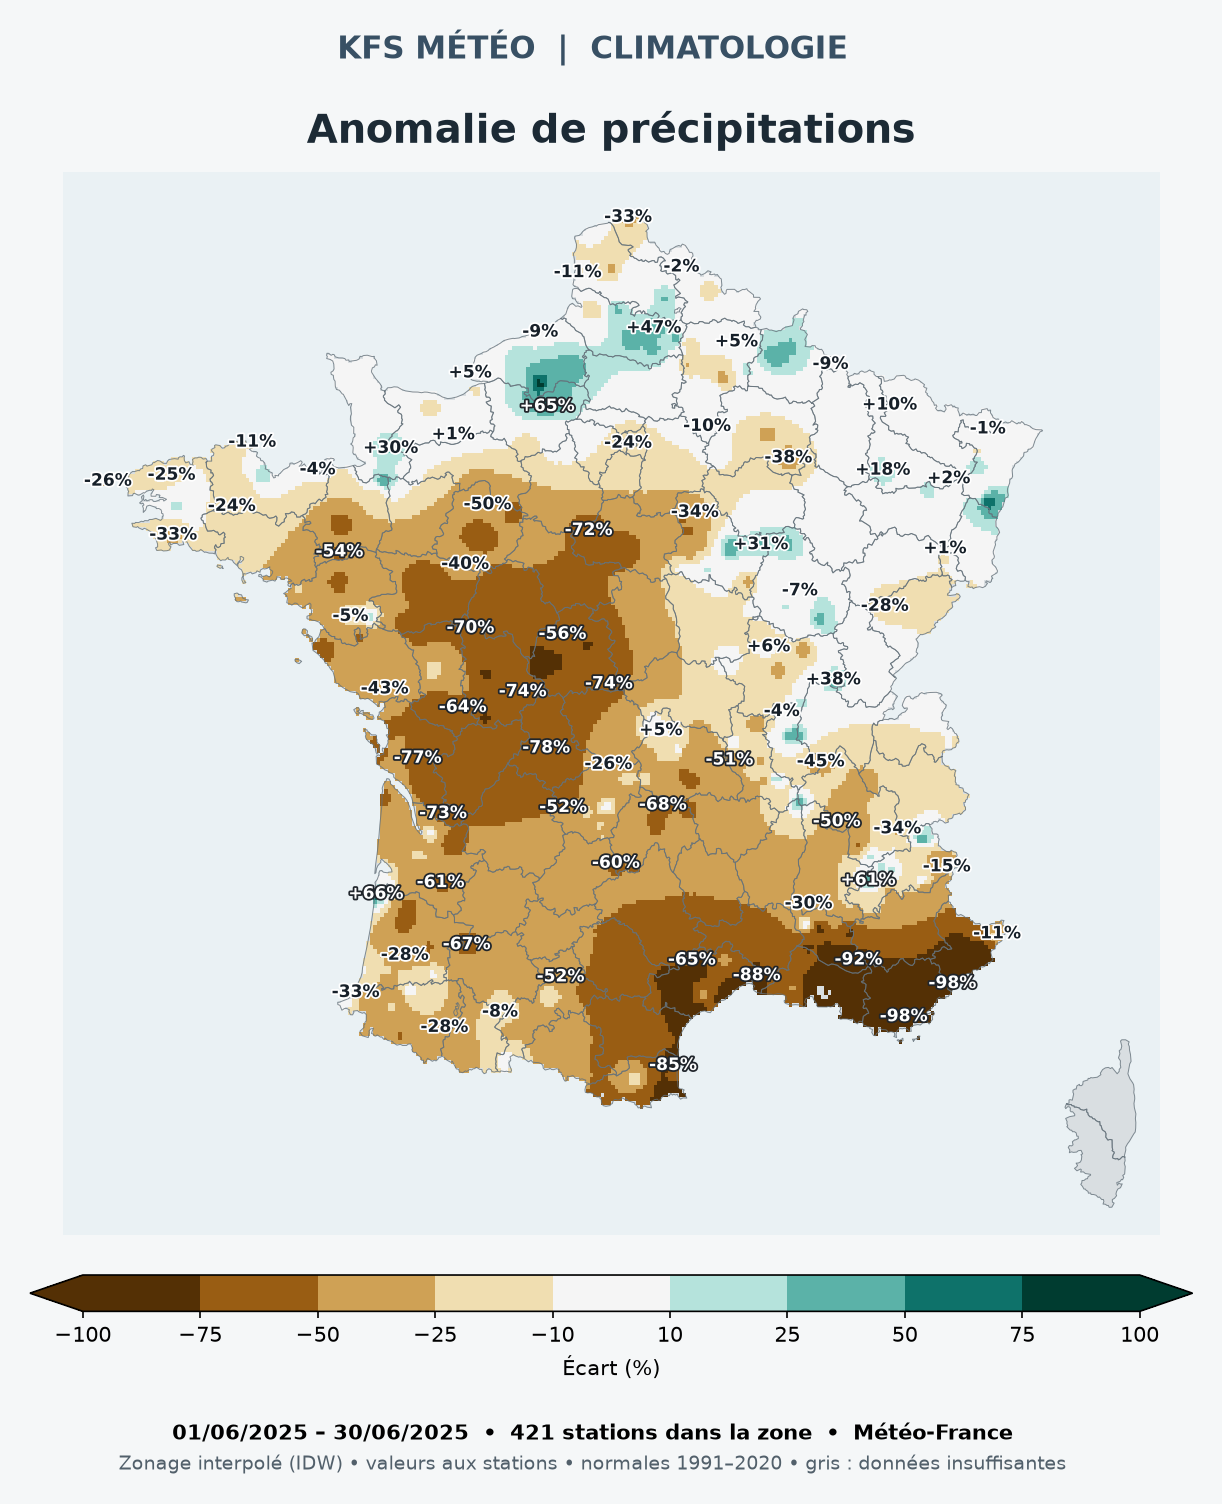 KFS MÉTÉO | CLIMATOLOGIE
Anomalie de précipitations
-33%
-11% -2%
-9% +47% +5%
+5% -9%
+65% +10%
-11% +30% +1% -24% -10% -1%
-26% -25% -4% -38% +18% +2%
-24% -50% -34%
-33% -54% -72% +31% +1%
-40%
-5% -7% -28%
-70% -56% +6%
-43% -74% -74% +38%
-64% -4%
-77% -78% +5% -51% -45%
-26%
-73% -52% -68% -50% -34%
-60% -15%
+66% -61% +61%
-30%
-28% -67% -11%
-33% -52% -65% -88% -92% -98%
-28% -8% -98%
-85%
−100 −75 −50 −25 −10 10 25 50 75 100
Écart (%)
01/06/2025 – 30/06/2025 • 421 stations dans la zone • Météo-France
Zonage interpolé (IDW) • valeurs aux stations • normales 1991–2020 • gris : données insuffisantes